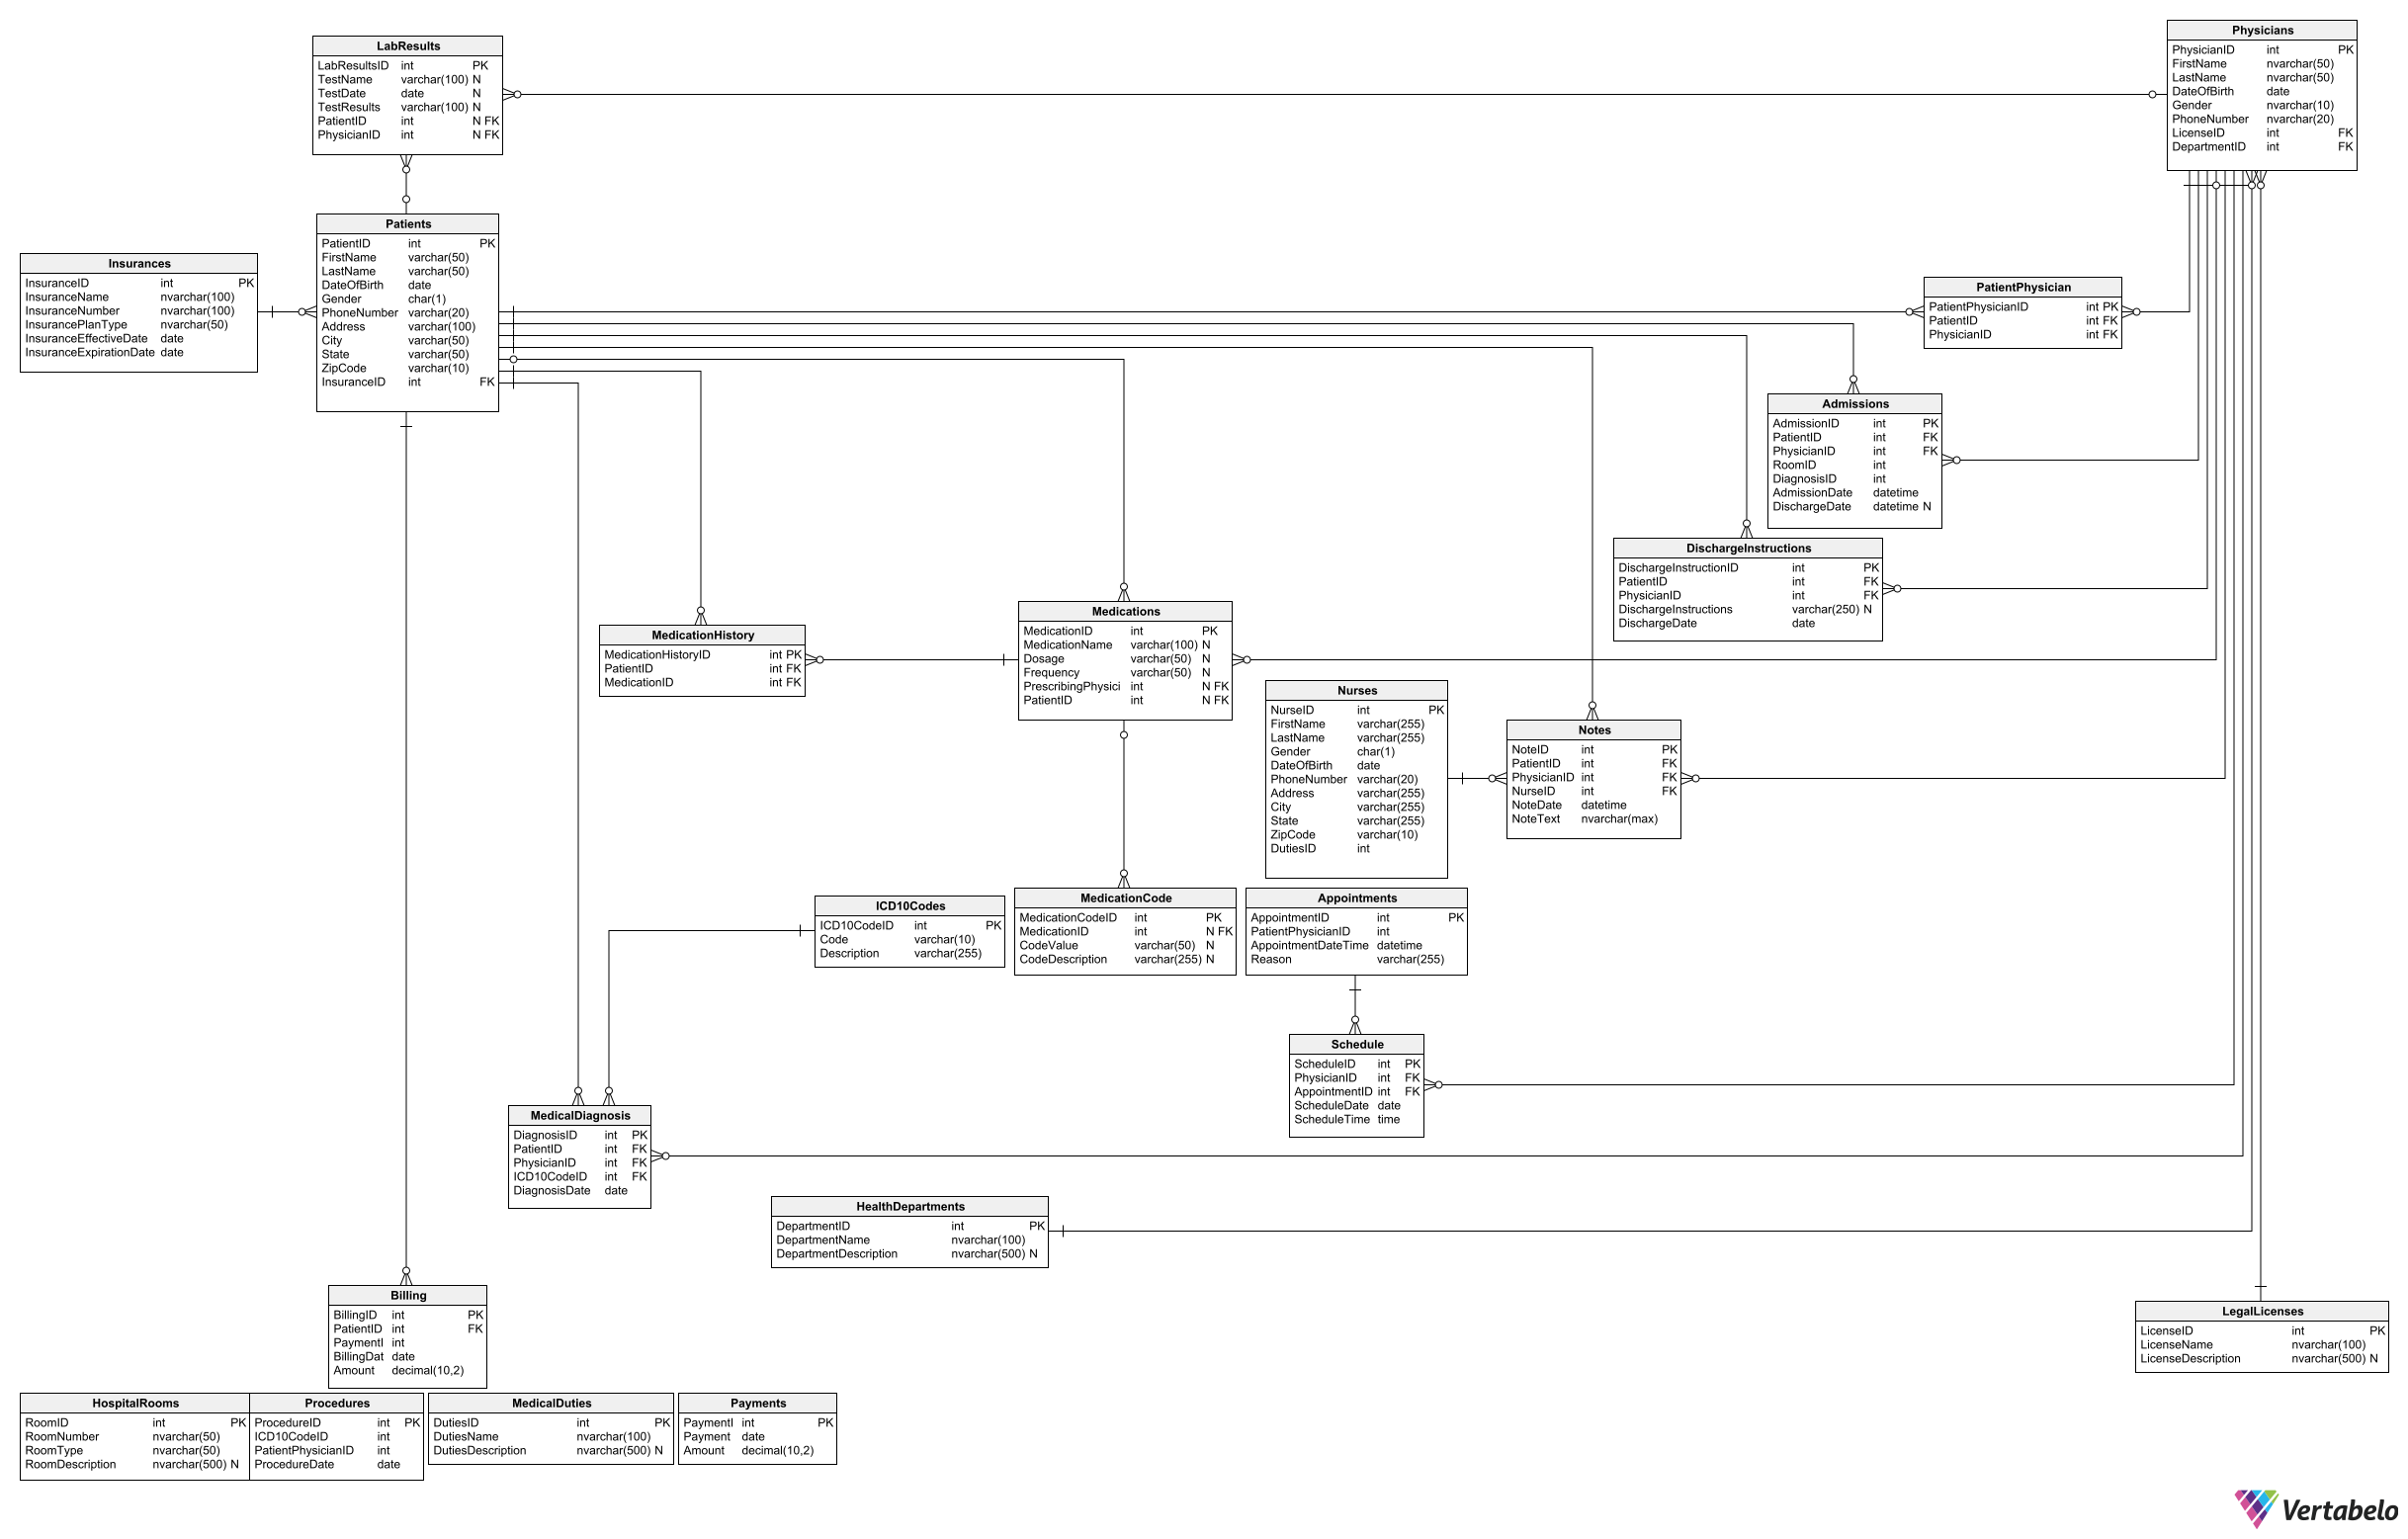 LabResults
LabResultsID int PK
TestName varchar(100) N
TestDate date N
TestResults varchar(100) N
PatientID int N FK
PhysicianID int N FK
Physicians
PhysicianID int PK
FirstName nvarchar(50)
LastName nvarchar(50)
DateOfBirth date
Gender nvarchar(10)
PhoneNumber nvarchar(20)
LicenseID int FK
DepartmentID int FK
Patients
PatientID int PK
FirstName varchar(50)
LastName varchar(50)
DateOfBirth date
Gender char(1)
PhoneNumber varchar(20)
Address varchar(100)
City varchar(50)
State varchar(50)
ZipCode varchar(10)
InsuranceID int FK
Insurances
InsuranceID int PK
InsuranceName nvarchar(100)
InsuranceNumber nvarchar(100)
InsurancePlanType nvarchar(50)
InsuranceEffectiveDate date
InsuranceExpirationDate date
PatientPhysician
PatientPhysicianID int PK
PatientID int FK
PhysicianID int FK
Admissions
AdmissionID int PK
PatientID int FK
PhysicianID int FK
RoomID int
DiagnosisID int
AdmissionDate datetime
DischargeDate datetime N
DischargeInstructions
DischargeInstructionID int PK
PatientID int FK
PhysicianID int FK
DischargeInstructions varchar(250) N
DischargeDate date
MedicationHistory
MedicationHistoryID int PK
PatientID int FK
MedicationID int FK
Medications
MedicationID int PK
MedicationName varchar(100) N
Dosage varchar(50) N
Frequency varchar(50) N
PrescribingPhysici int N FK
PatientID int N FK
Nurses
NurseID int PK
FirstName varchar(255)
LastName varchar(255)
Gender char(1)
DateOfBirth date
PhoneNumber varchar(20)
Address varchar(255)
City varchar(255)
State varchar(255)
ZipCode varchar(10)
DutiesID int
Notes
NoteID int PK
PatientID int FK
PhysicianID int FK
NurseID int FK
NoteDate datetime
NoteText nvarchar(max)
ICD10Codes
ICD10CodeID int PK
Code varchar(10)
Description varchar(255)
MedicationCode
MedicationCodeID int PK
MedicationID int N FK
CodeValue varchar(50) N
CodeDescription varchar(255) N
Appointments
AppointmentID int PK
PatientPhysicianID int
AppointmentDateTime datetime
Reason varchar(255)
Schedule
ScheduleID int PK
PhysicianID int FK
AppointmentID int FK
ScheduleDate date
ScheduleTime time
MedicalDiagnosis
DiagnosisID int PK
PatientID int FK
PhysicianID int FK
ICD10CodeID int FK
DiagnosisDate date
HealthDepartments
DepartmentID int PK
DepartmentName nvarchar(100)
DepartmentDescription nvarchar(500) N
Billing
BillingID int PK
PatientID int FK
PaymentI int
BillingDat date
Amount decimal(10,2)
LegalLicenses
LicenseID int PK
LicenseName nvarchar(100)
LicenseDescription nvarchar(500) N
HospitalRooms
RoomID int PK
RoomNumber nvarchar(50)
RoomType nvarchar(50)
RoomDescription nvarchar(500) N
Procedures
ProcedureID int PK
ICD10CodeID int
PatientPhysicianID int
ProcedureDate date
MedicalDuties
DutiesID int PK
DutiesName nvarchar(100)
DutiesDescription nvarchar(500) N
Payments
PaymentI int PK
Payment date
Amount decimal(10,2)
Vertabelo